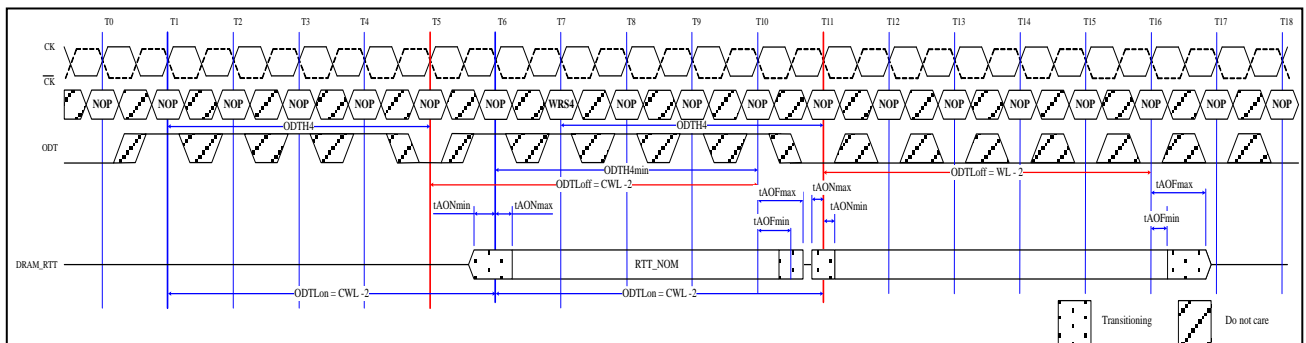 T0 T1 T2 T3 T4 T5 T6 T7 T8 T9 T10 T11 T12 T13 T14 T15 T16 T17 T18
CK
CK
NOP NOP NOP NOP NOP NOP NOP WRS4 NOP NOP NOP NOP NOP NOP NOP NOP NOP NOP NOP
ODTH4 ODTH4
ODT
ODTH4min ODTLoff = WL - 2
ODTLoff = CWL -2
tAOFmax tAONmax tAOFmax
tAONmin tAONmax tAOFmin tAONmin tAOFmin
DRAM_RTT RTT_NOM
ODTLon = CWL -2 ODTLon = CWL -2
Transitioning Do not care